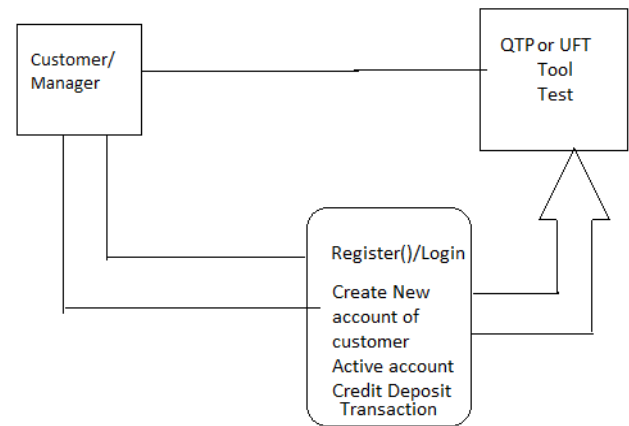 Customer/
Manager
QTP or UFT
Tool
Test
Register()/Login
Create New
account of
customer
Active account
Credit Deposit
Transaction